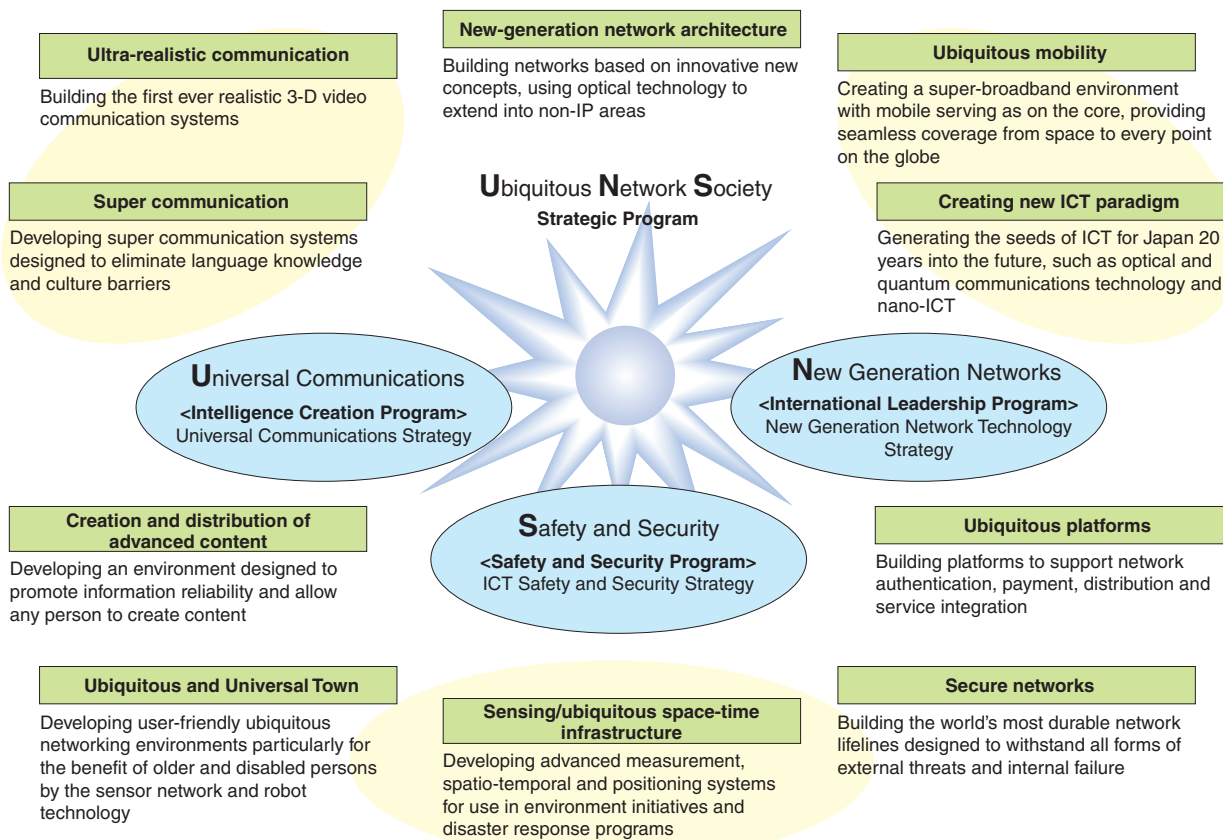 Ultra-realistic communication
Building the first ever realistic 3-D video
communication systems
New-generation network architecture
Building networks based on innovative new
concepts, using optical technology to
extend into non-IP areas
Ubiquitous mobility
Creating a super-broadband environment
with mobile serving as on the core, providing
seamless coverage from space to every point
on the globe
Ubiquitous Network Society
Strategic Program
Super communication
Developing super communication systems
designed to eliminate language knowledge
and culture barriers
Creating new ICT paradigm
Generating the seeds of ICT for Japan 20
years into the future, such as optical and
quantum communications technology and
nano-ICT
Universal Communications
<Intelligence Creation Program>
Universal Communications Strategy
New Generation Networks
<International Leadership Program>
New Generation Network Technology
Strategy
Safety and Security
<Safety and Security Program>
ICT Safety and Security Strategy
Creation and distribution of
advanced content
Developing an environment designed to
promote information reliability and allow
any person to create content
Ubiquitous platforms
Building platforms to support network
authentication, payment, distribution and
service integration
Ubiquitous and Universal Town
Developing user-friendly ubiquitous
networking environments particularly for
the benefit of older and disabled persons
by the sensor network and robot
technology
Sensing/ubiquitous space-time
infrastructure
Developing advanced measurement,
spatio-temporal and positioning systems
for use in environment initiatives and
disaster response programs
Secure networks
Building the world's most durable network
lifelines designed to withstand all forms of
external threats and internal failure